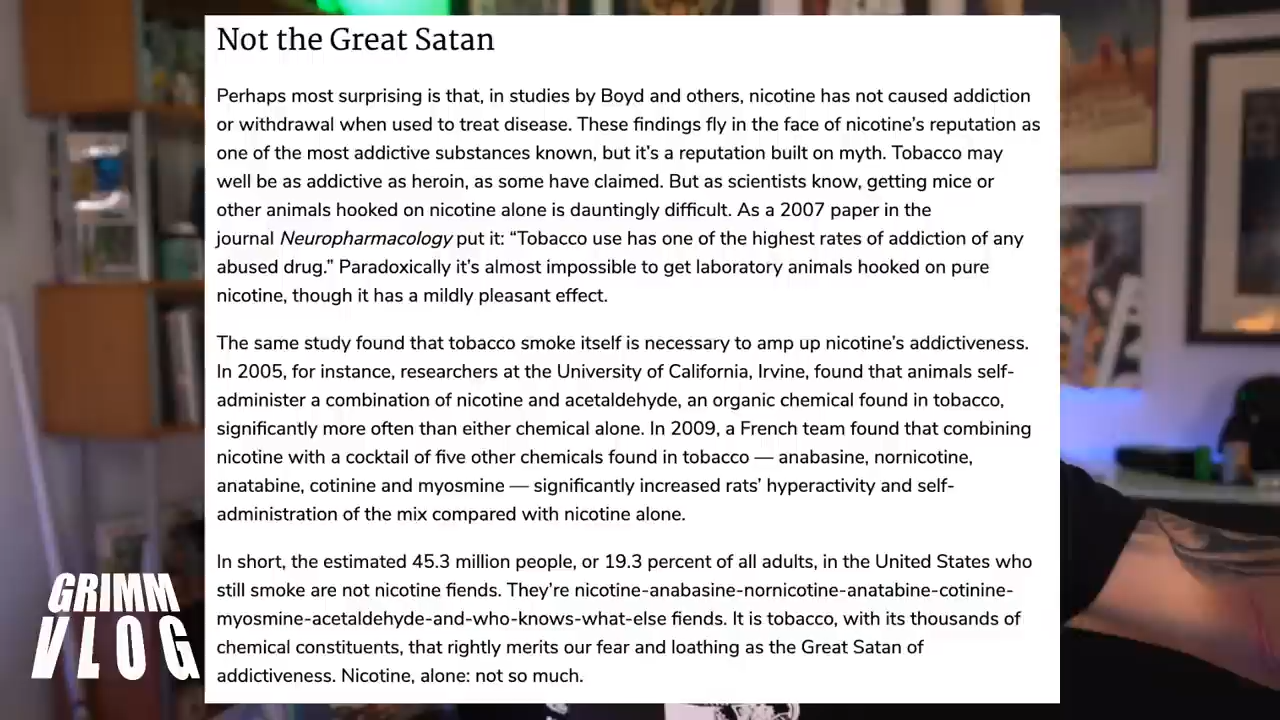 Not the Great Satan
Perhaps most surprising is that, in studies by Boyd and others, nicotine has not caused addiction
or withdrawal when used to treat disease. These findings fly in the face of nicotine's reputation as
one of the most addictive substances known, but it's a reputation built on myth. Tobacco may
well be as addictive as heroin, as some have claimed. But as scientists know, getting mice or
other animals hooked on nicotine alone is dauntingly difficult. As a 2007 paper in the
journal Neuropharmacology put it: “Tobacco use has one of the highest rates of addiction of any
abused drug.” Paradoxically it's almost impossible to get laboratory animals hooked on pure
nicotine, though it has a mildly pleasant effect.
The same study found that tobacco smoke itself is necessary to amp up nicotine's addictiveness.
In 2005, for instance, researchers at the University of California, Irvine, found that animals self-
administer a combination of nicotine and acetaldehyde, an organic chemical found in tobacco,
significantly more often than either chemical alone. In 2009, a French team found that combining
nicotine with a cocktail of five other chemicals found in tobacco — anabasine, nornicotine,
anatabine, cotinine and myosmine — significantly increased rats' hyperactivity and self-
administration of the mix compared with nicotine alone.
In short, the estimated 45.3 million people, or 19.3 percent of all adults, in the United States who
still smoke are not nicotine fiends. They're nicotine-anabasine-nornicotine-anatabine-cotinine-
myosmine-acetaldehyde-and-who-knows-what-else fiends. It is tobacco, with its thousands of
chemical constituents, that rightly merits our fear and loathing as the Great Satan of
addictiveness. Nicotine, alone: not so much.
GRIMM
VLOG